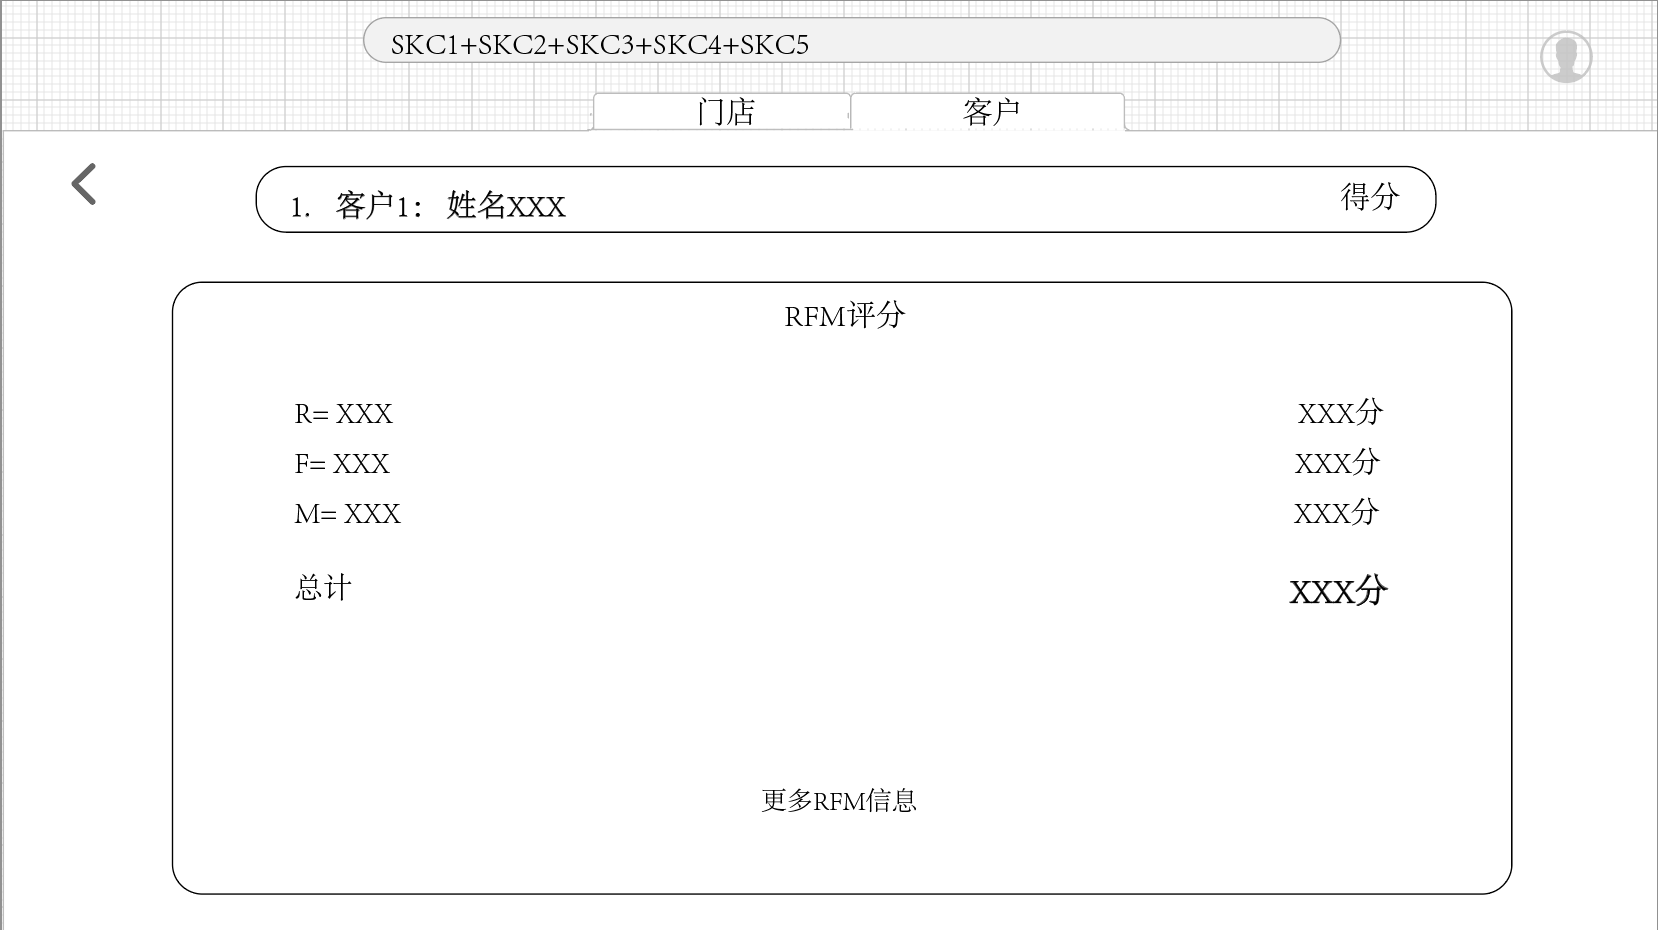 SKC1+SKC2+SKC3+SKC4+SKC5
门店 客户
1. 客户1： 姓名XXX 得分
RFM评分
R= XXX XXX分
F= XXX XXX分
M= XXX XXX分
总计 XXX分
更多RFM信息